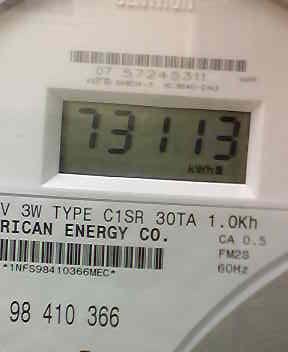 07 57245311
73113
kWhs
V 3W TYPE C1SR 30TA 1.0Kh
RICAN ENERGY CO.
CA 0.5
FM2S
60Hz
*1NFS98410366MEC*
98 410 366